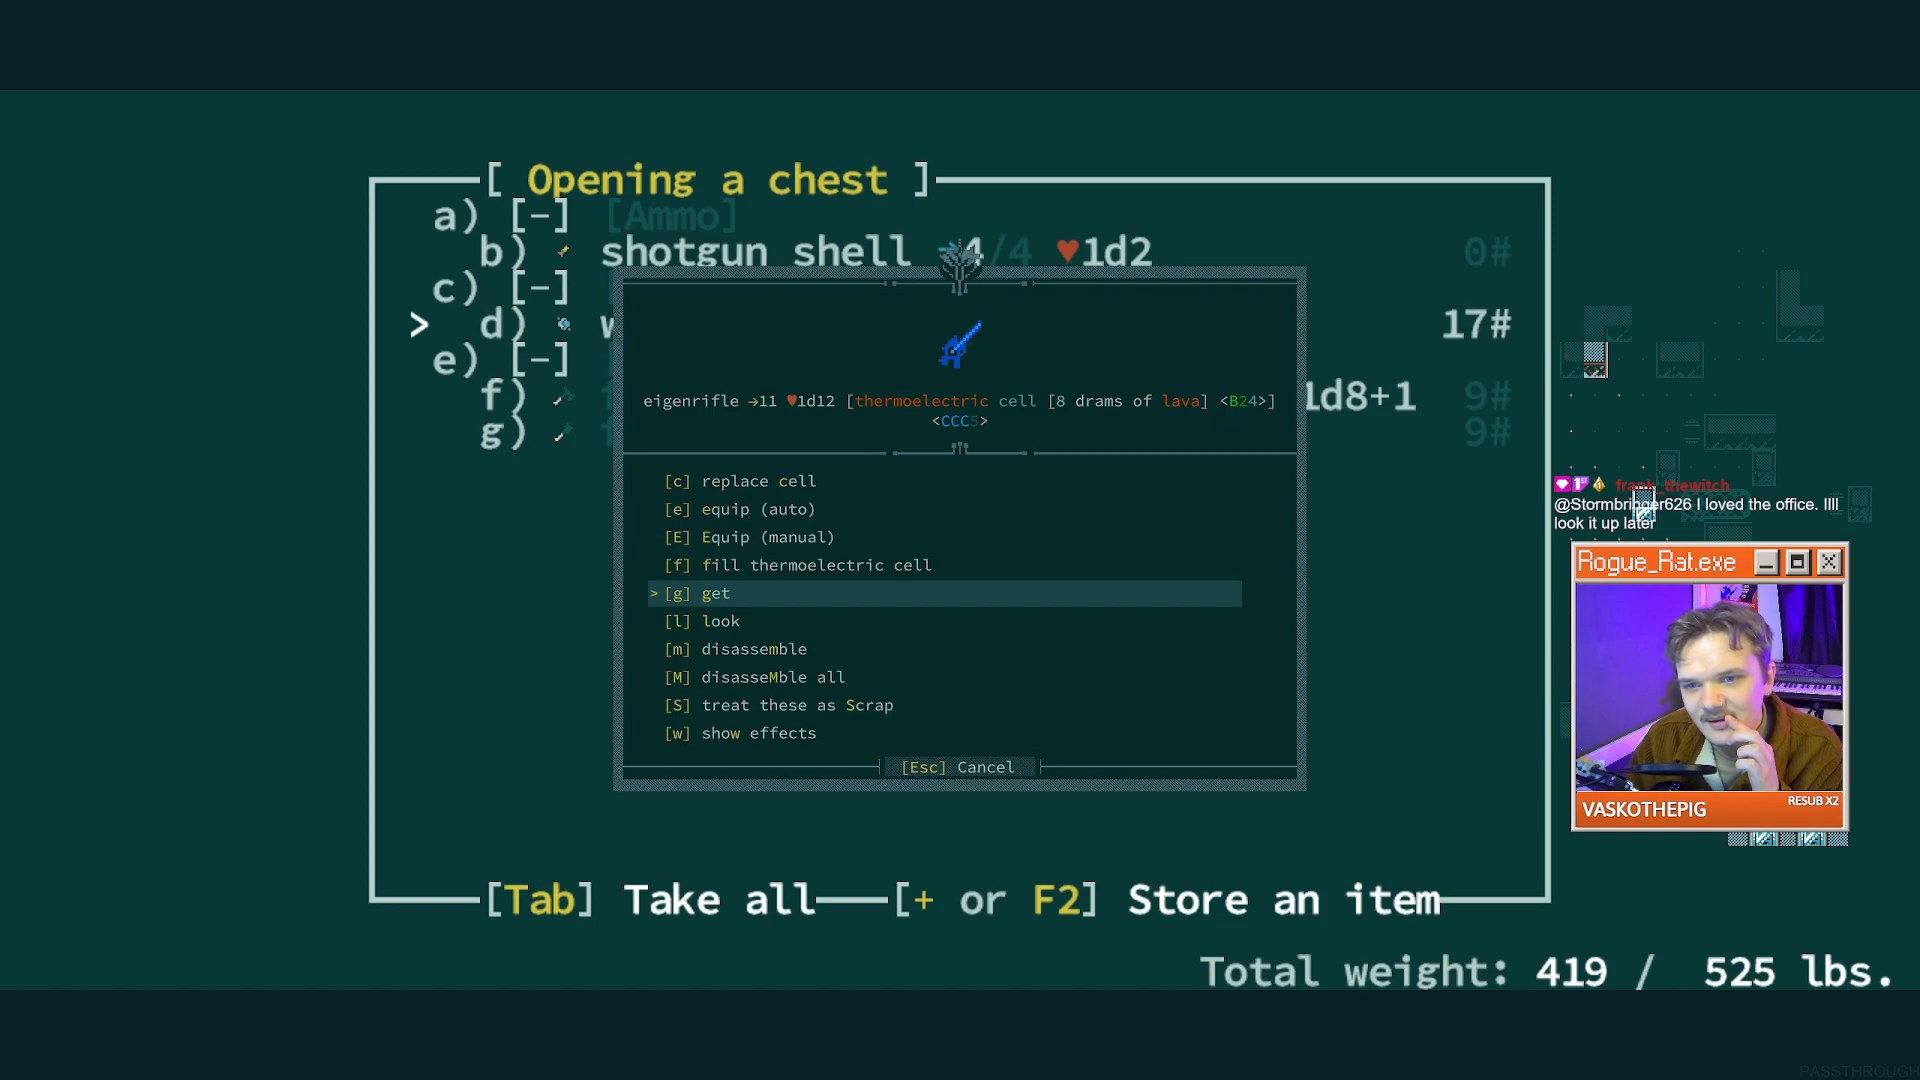 [ Opening a chest ]
a) [-] [Ammo]
b) shotgun shell →4/4 ♥1d2 0#
c) [-]
> d) 17#
e) [-]
f) 1d8+1 9#
g) 9#
eigenrifle →11 ♥1d12 [thermoelectric cell [8 drams of lava] <B24>]
<CCC5>
[c] replace cell
[e] equip (auto)
[E] Equip (manual)
[f] fill thermoelectric cell
> [g] get
[l] look
[m] disassemble
[M] disasseMble all
[S] treat these as Scrap
[w] show effects
[Esc] Cancel
[Tab] Take all [+ or F2] Store an item
Total weight: 419 / 525 lbs.
frank_thewitch
@Stormbringer626 I loved the office. Illl
look it up later
Rogue_Rat.exe
VASKOTHEPIG RESUB X2
PASSTHROUGH